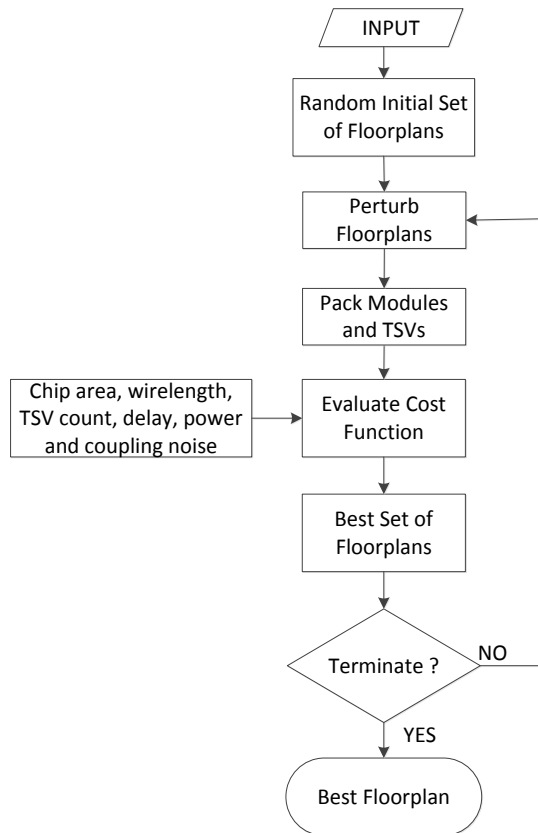 INPUT
Random Initial Set
of Floorplans
Perturb
Floorplans
Pack Modules
and TSVs
Chip area, wirelength,
TSV count, delay, power
and coupling noise
Evaluate Cost
Function
Best Set of
Floorplans
Terminate ?
NO
YES
Best Floorplan